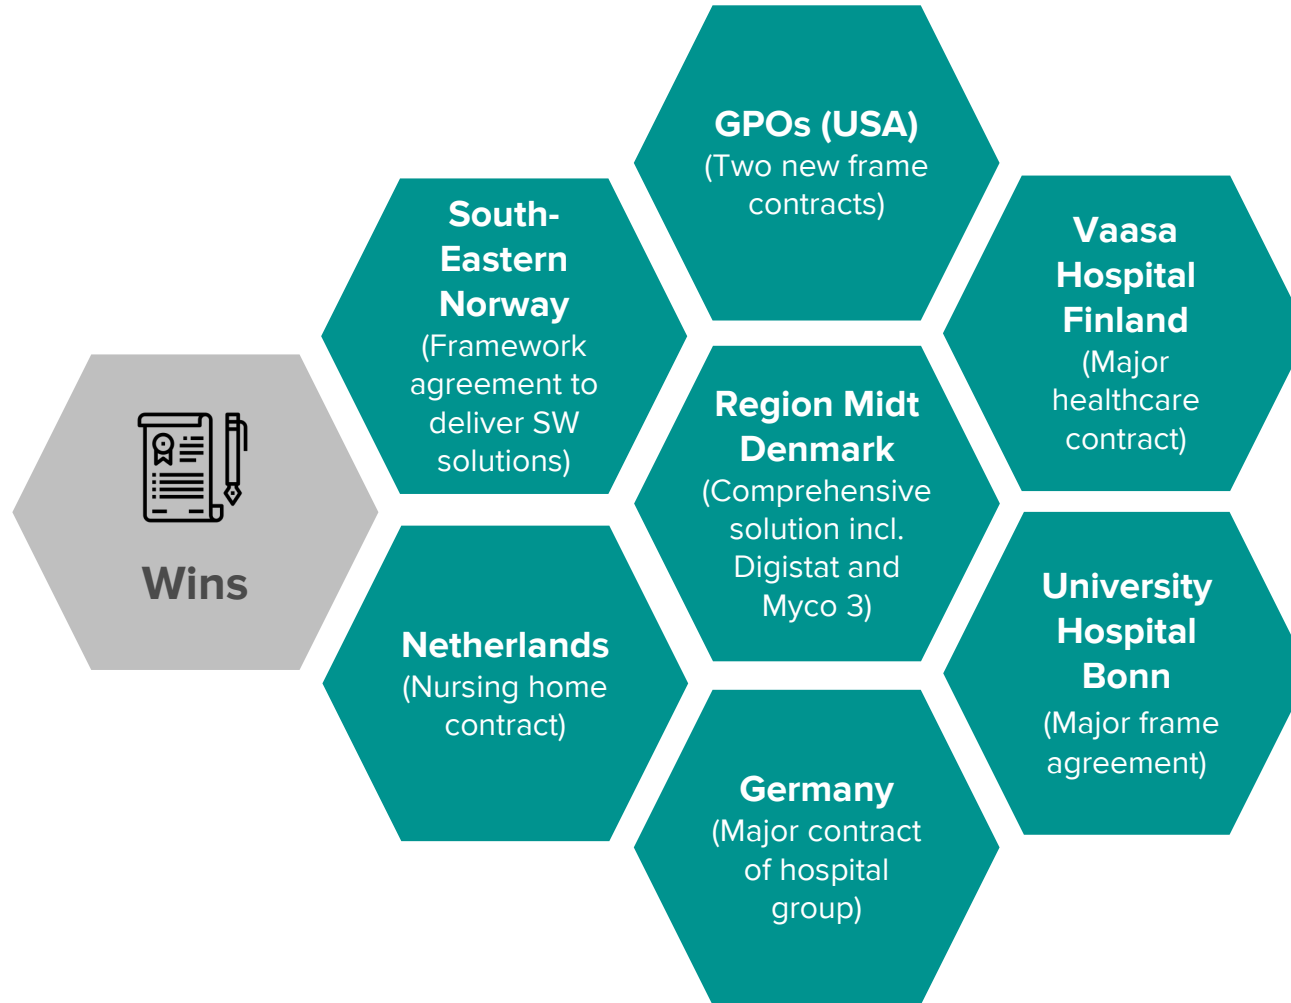 Wins
South-
Eastern
Norway
(Framework
agreement to
deliver SW
solutions)
Netherlands
(Nursing home
contract)
GPOs (USA)
(Two new frame
contracts)
Region Midt
Denmark
(Comprehensive
solution incl.
Digistat and
Myco 3)
Germany
(Major contract
of hospital
group)
Vaasa
Hospital
Finland
(Major
healthcare
contract)
University
Hospital
Bonn
(Major frame
agreement)